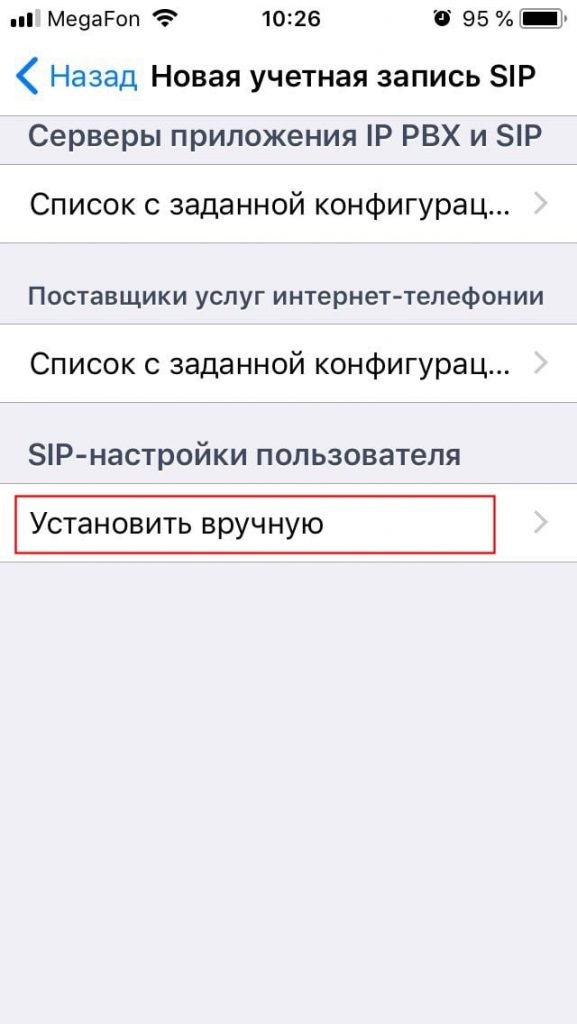 MegaFon 10:26 95 %
Назад Новая учетная запись SIP
Серверы приложения IP PBX и SIP
Список с заданной конфигурац...
Поставщики услуг интернет-телефонии
Список с заданной конфигурац...
SIP-настройки пользователя
Установить вручную